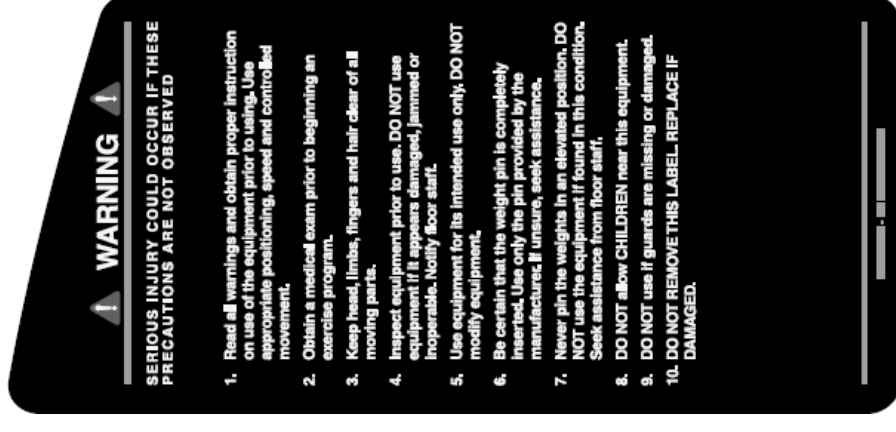 WARNING
SERIOUS INJURY COULD OCCUR IF THESE
PRECAUTIONS ARE NOT OBSERVED
1. Read all warnings and obtain proper instruction
on use of the equipment prior to using. Use
appropriate positioning, speed and controlled
movement.
2. Obtain a medical exam prior to beginning an
exercise program.
3. Keep head, limbs, fingers and hair clear of all
moving parts.
4. Inspect equipment prior to use. DO NOT use
equipment if it appears damaged, jammed or
inoperable. Notify floor staff.
5. Use equipment for its intended use only, DO NOT
modify equipment.
6. Be certain that the weight pin is completely
inserted. Use only the pin provided by the
manufacturer. If unsure, seek assistance.
7. Never pin the weights in an elevated position. DO
NOT use the equipment if found in this condition.
Seek assistance from floor staff.
8. DO NOT allow CHILDREN near this equipment.
9. DO NOT use if guards are missing or damaged.
10. DO NOT REMOVE THIS LABEL. REPLACE IF
DAMAGED.